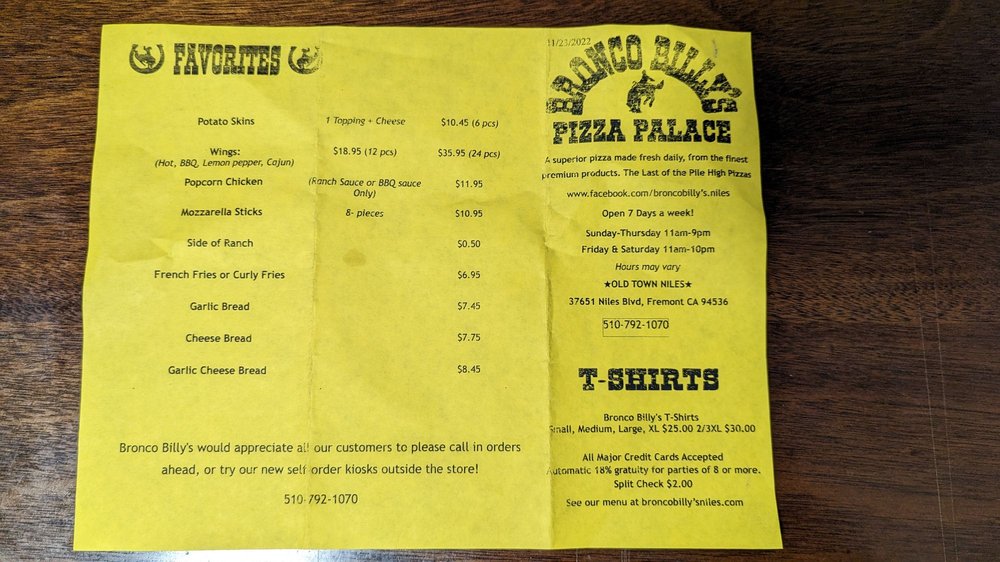 FAVORITES
Potato Skins 1 Topping + Cheese $10.45 (6 pcs)
Wings: $18.95 (12 pcs) $35.95 (24 pcs)
(Hot, BBQ, Lemon pepper, Cajun)
Popcorn Chicken (Ranch Sauce or BBQ sauce $11.95
Only)
Mozzarella Sticks 8- pieces $10.95
Side of Ranch $0.50
French Fries or Curly Fries $6.95
Garlic Bread $7.45
Cheese Bread $7.75
Garlic Cheese Bread $8.45
Bronco Billy's would appreciate all our customers to please call in orders
ahead, or try our new self order kiosks outside the store!
510-792-1070
11/23/2022
BRONCO BILLY'S
PIZZA PALACE
A superior pizza made fresh daily, from the finest
premium products. The Last of the Pile High Pizzas
www.facebook.com/broncobilly's.niles
Open 7 Days a week!
Sunday-Thursday 11am-9pm
Friday & Saturday 11am-10pm
Hours may vary
★OLD TOWN NILES★
37651 Niles Blvd, Fremont CA 94536
510-792-1070
T-SHIRTS
Bronco Billy's T-Shirts
Small, Medium, Large, XL $25.00 2/3XL $30.00
All Major Credit Cards Accepted
Automatic 18% gratuity for parties of 8 or more.
Split Check $2.00
See our menu at broncobilly'sniles.com